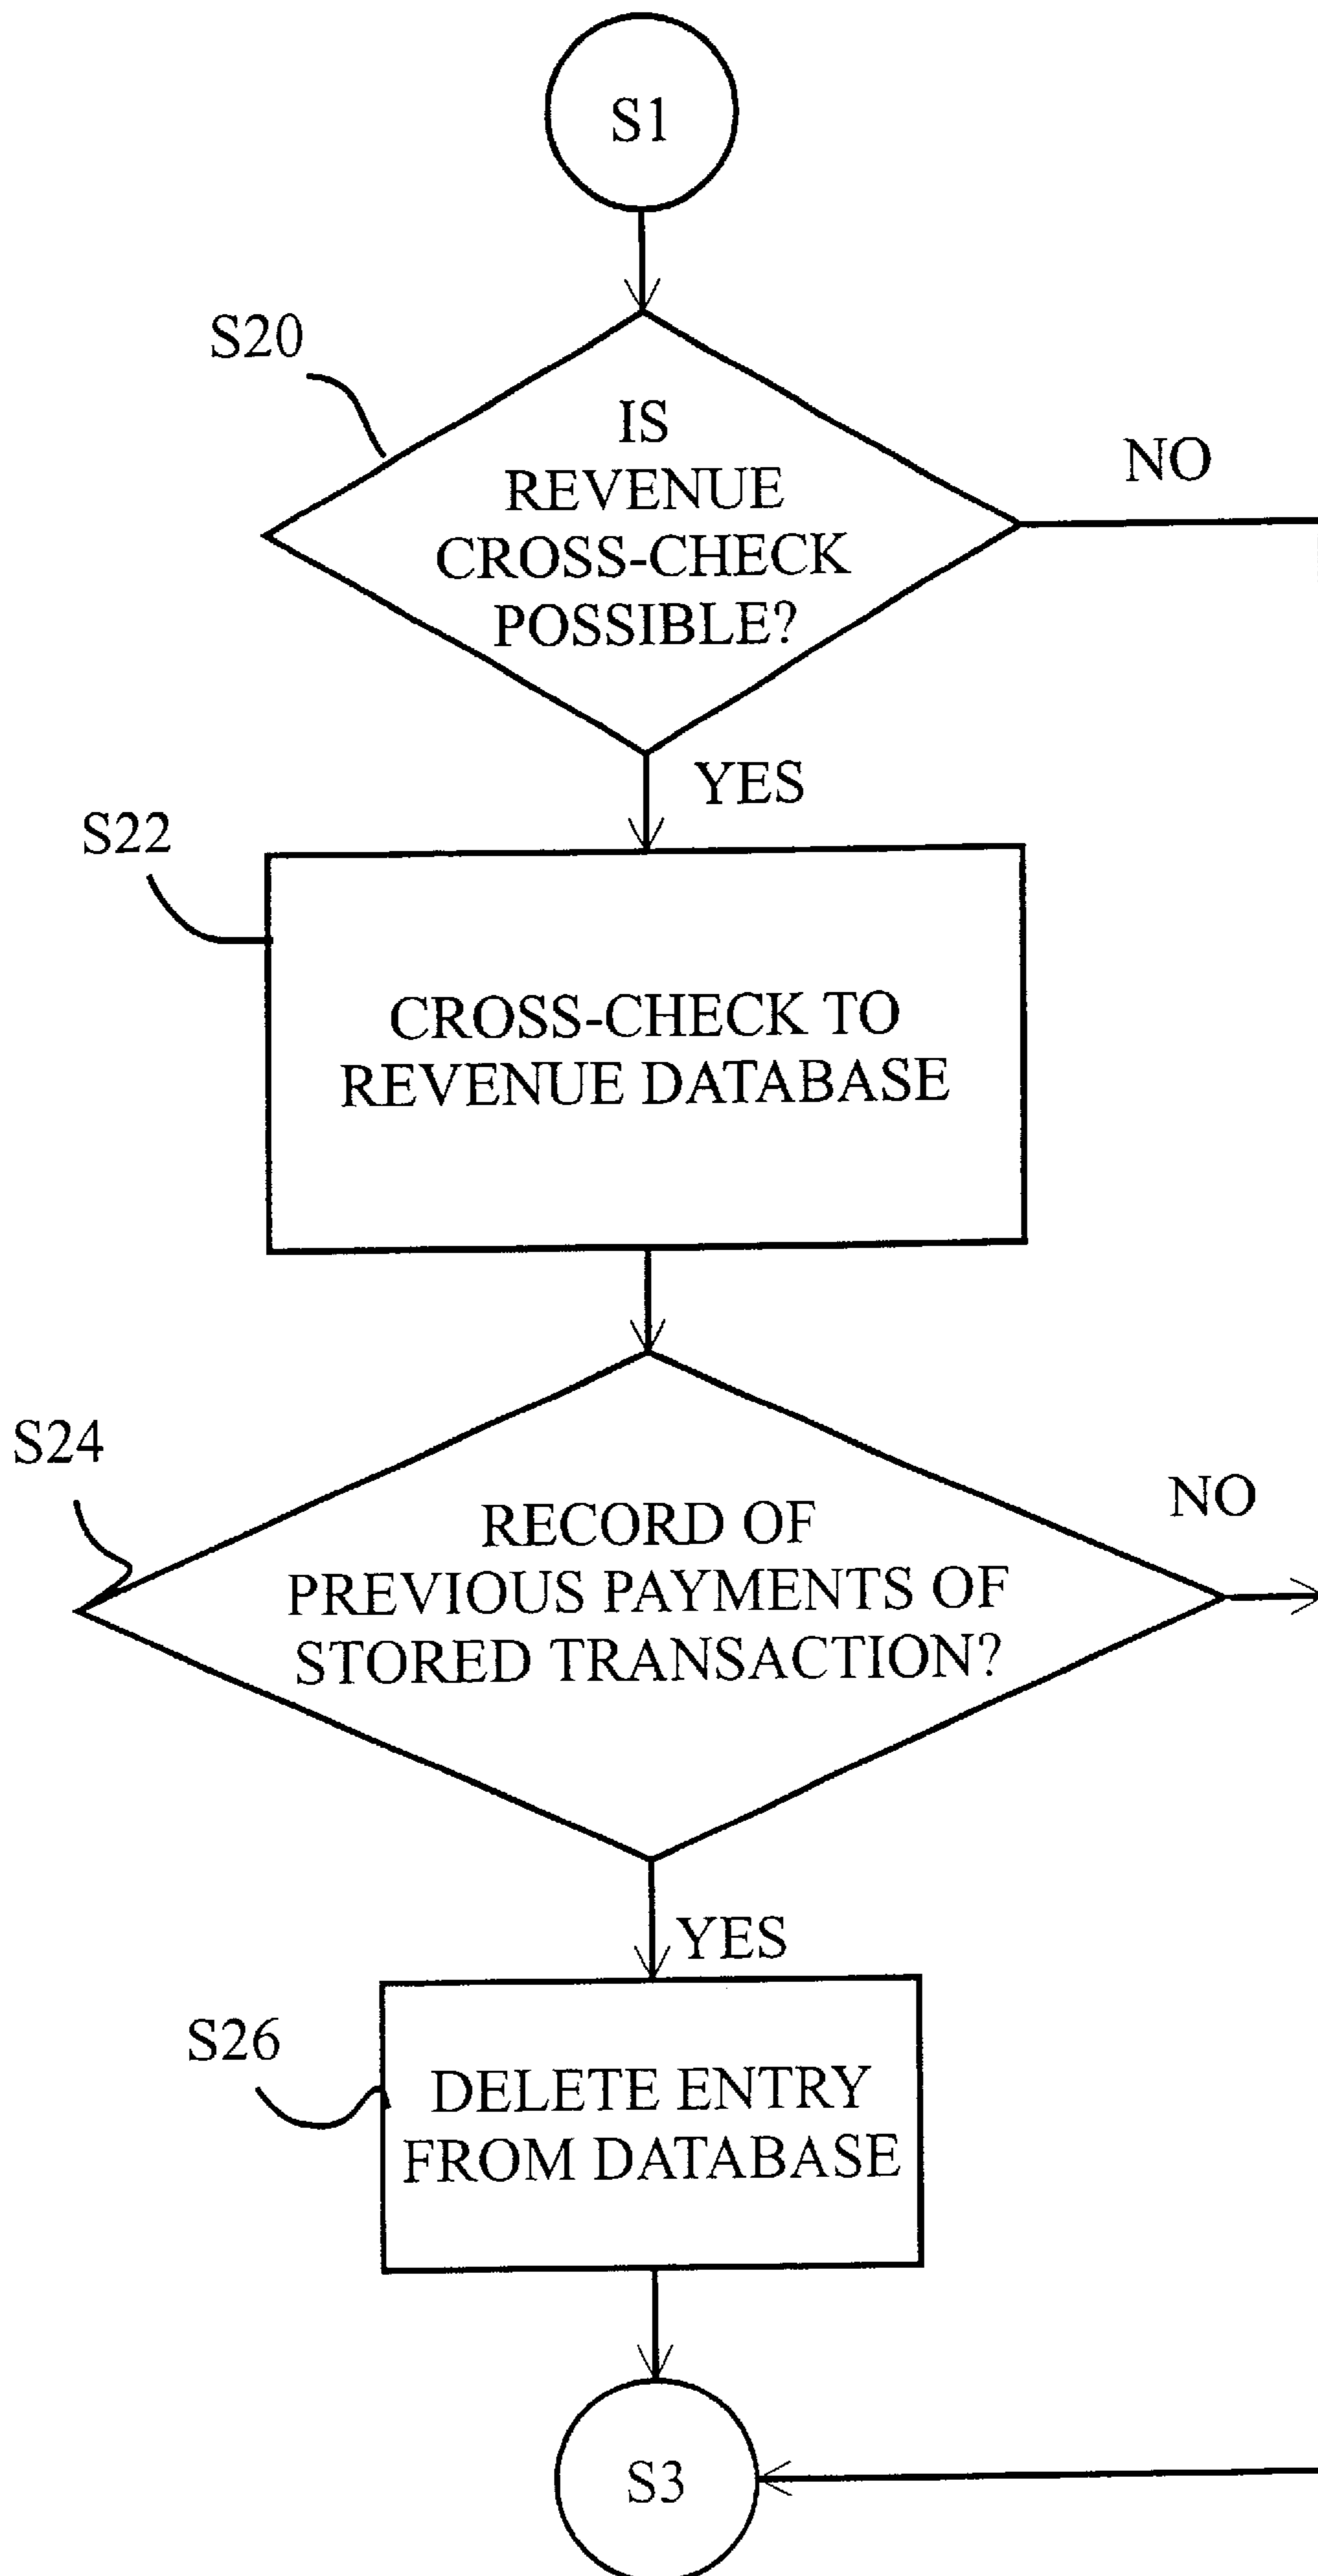 S1
S20
IS
REVENUE
CROSS-CHECK
POSSIBLE?
NO
YES
S22
CROSS-CHECK TO
REVENUE DATABASE
S24
RECORD OF
PREVIOUS PAYMENTS OF
STORED TRANSACTION?
NO
YES
S26
DELETE ENTRY
FROM DATABASE
S3